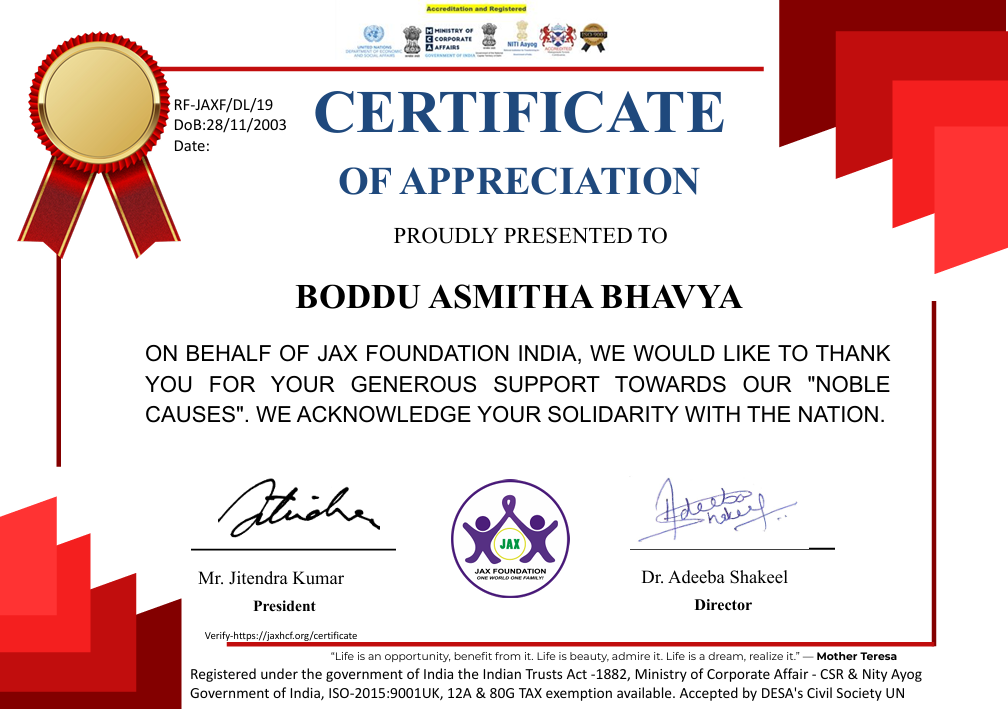 Accreditation and Registered
UNITED NATIONS
DEPARTMENT OF ECONOMIC
AND SOCIAL AFFAIRS
MCA
MINISTRY OF
CORPORATE
AFFAIRS
GOVERNMENT OF INDIA
NITI Aayog
ACCREDITED
ISO 9001
RF-JAXF/DL/19
DoB:28/11/2003
Date:
CERTIFICATE
OF APPRECIATION
PROUDLY PRESENTED TO
BODDU ASMITHA BHAVYA
ON BEHALF OF JAX FOUNDATION INDIA, WE WOULD LIKE TO THANK
YOU FOR YOUR GENEROUS SUPPORT TOWARDS OUR "NOBLE
CAUSES". WE ACKNOWLEDGE YOUR SOLIDARITY WITH THE NATION.
Jitendra
Adeeba
Shakeel
JAX
JAX FOUNDATION
ONE WORLD ONE FAMILY!
Mr. Jitendra Kumar
President
Dr. Adeeba Shakeel
Director
Verify-https://jaxhcf.org/certificate
“Life is an opportunity, benefit from it. Life is beauty, admire it. Life is a dream, realize it.” — Mother Teresa
Registered under the government of India the Indian Trusts Act -1882, Ministry of Corporate Affair - CSR & Nity Ayog
Government of India, ISO-2015:9001UK, 12A & 80G TAX exemption available. Accepted by DESA's Civil Society UN